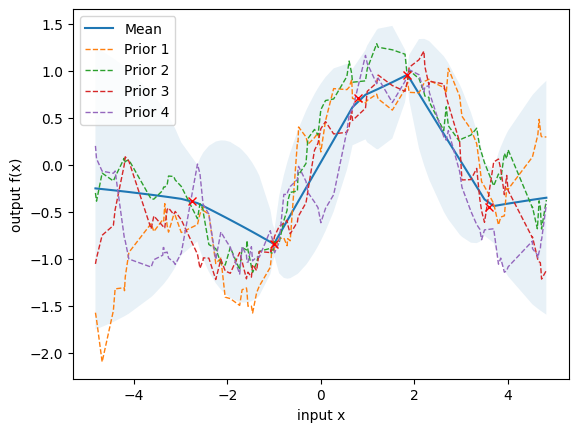 1.5
1.0
0.5
0.0
−0.5
−1.0
−1.5
−2.0
output f(x)
Mean
Prior 1
Prior 2
Prior 3
Prior 4
−4 −2 0 2 4
input x